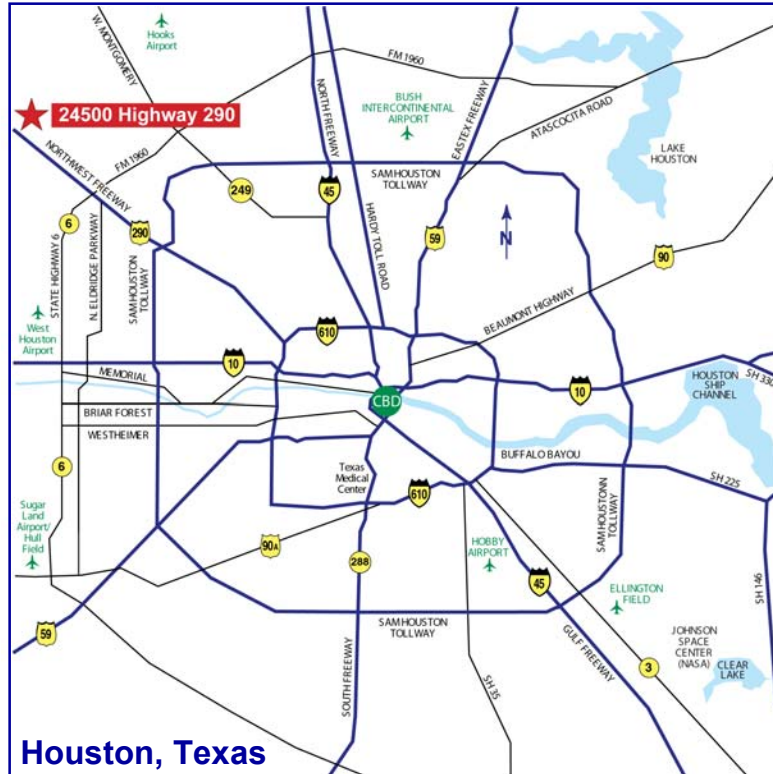 Hooks
Airport
W. MONTGOMERY
FM 1960
NORTH FREEWAY
BUSH
INTERCONTINENTAL
AIRPORT
EASTEX FREEWAY
ATASCOCITA ROAD
LAKE
HOUSTON
24500 Highway 290
NORTHWEST FREEWAY
FM 1960
SAM HOUSTON
TOLLWAY
249
45
HARDY TOLL ROAD
6
290
59
N
90
STATE HIGHWAY 6
N. ELDRIDGE PARKWAY
SAM HOUSTON
TOLLWAY
BEAUMONT HIGHWAY
West
Houston
Airport
610
10
MEMORIAL
CBD
10
HOUSTON
SHIP
CHANNEL
SH 330
BRIAR FOREST
WESTHEIMER
BUFFALO BAYOU
6
Texas
Medical
Center
610
SH 225
SAM HOUSTONN
TOLLWAY
Sugar
Land
Airport/
Hull
Field
90A
288
HOBBY
AIRPORT
45
ELLINGTON
FIELD
SH 146
59
SAM HOUSTON
TOLLWAY
GULF FREEWAY
JOHNSON
SPACE
CENTER
(NASA)
CLEAR
LAKE
3
SOUTH FREEWAY
SH 35
Houston, Texas